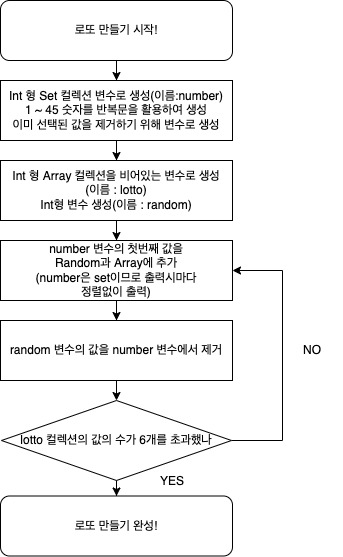 로또 만들기 시작!
Int 형 Set 컬렉션 변수로 생성(이름:number)
1 ~ 45 숫자를 반복문을 활용하여 생성
이미 선택된 값을 제거하기 위해 변수로 생성
Int 형 Array 컬렉션을 비어있는 변수로 생성
(이름 : lotto)
Int형 변수 생성(이름 : random)
number 변수의 첫번째 값을
Random과 Array에 추가
(number은 set이므로 출력시마다
정렬없이 출력)
random 변수의 값을 number 변수에서 제거
NO
lotto 컬렉션의 값의 수가 6개를 초과했나
YES
로또 만들기 완성!